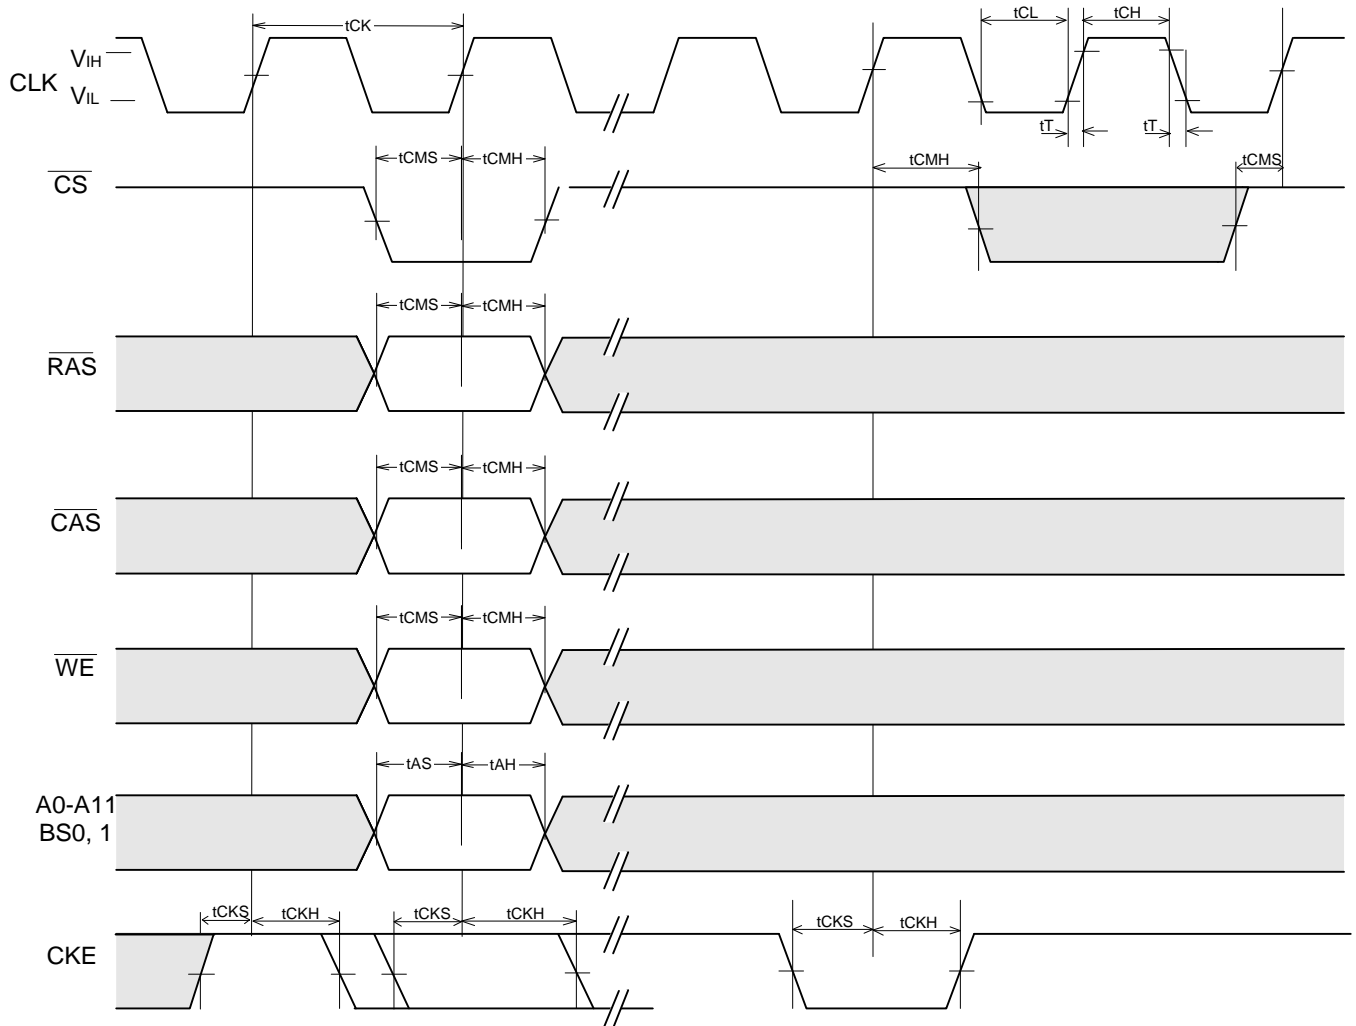 tCK
tCL
tCH
VIH
CLK
VIL
tT
tT
tCMS
tCMH
tCMH
tCMS
CS
tCMS
tCMH
RAS
tCMS
tCMH
CAS
tCMS
tCMH
WE
tAS
tAH
A0-A11
BS0, 1
tCKS
tCKH
tCKS
tCKH
tCKS
tCKH
CKE